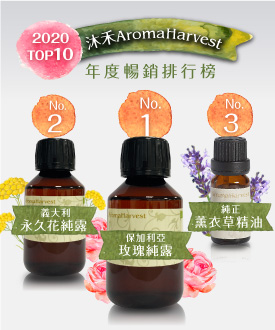 2020
TOP10
沐禾AromaHarvest
年度暢銷排行榜
No.
2
No.
1
No.
3
AromaHarvest
義大利
永久花純露
保加利亞
玫瑰純露
純正
薰衣草精油